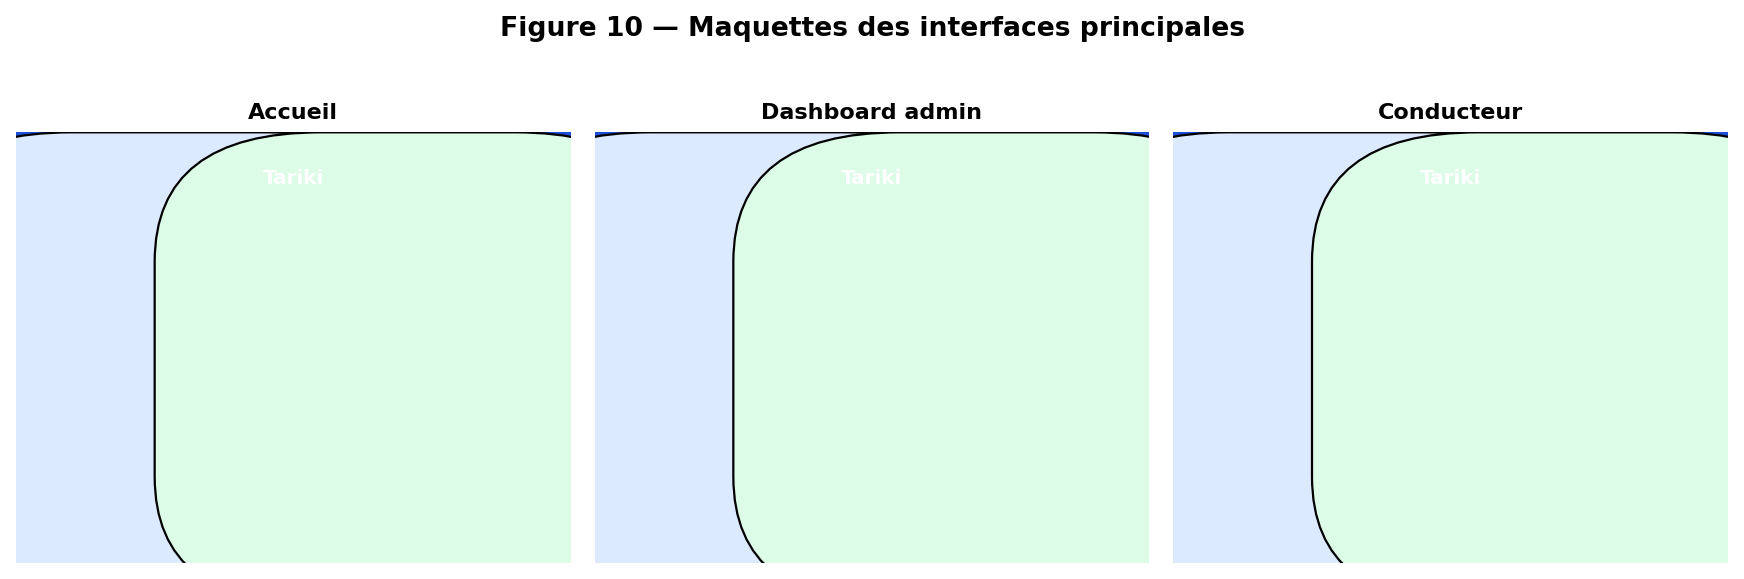 Figure 10 — Maquettes des interfaces principales
Accueil
Dashboard admin
Conducteur
Tariki
Tariki
Tariki